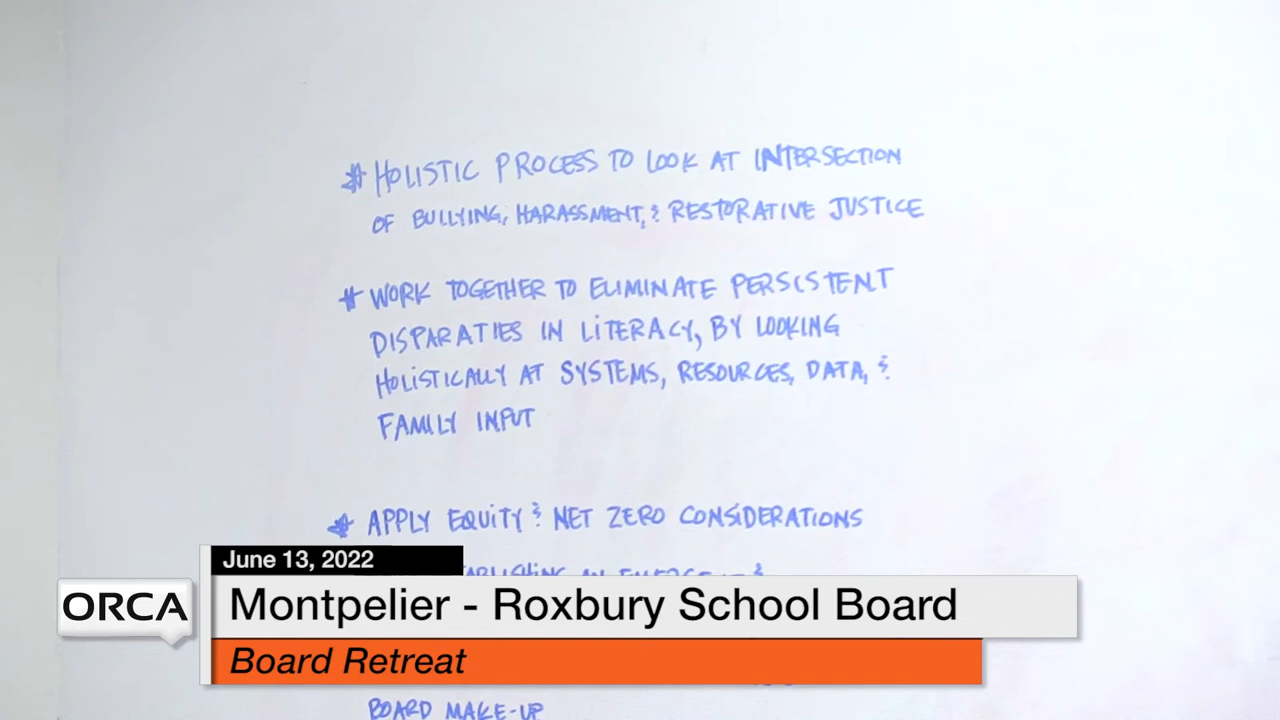 # HOLISTIC PROCESS TO LOOK AT INTERSECTION
OF BULLYING, HARASSMENT, & RESTORATIVE JUSTICE
# WORK TOGETHER TO ELIMINATE PERSISTENT
DISPARATIES IN LITERACY, BY LOOKING
HOLISTICALLY AT SYSTEMS, RESOURCES, DATA, &
FAMILY INPUT
# APPLY EQUITY & NET ZERO CONSIDERATIONS
June 13, 2022
ORCA
Montpelier - Roxbury School Board
Board Retreat
BOARD MAKE-UP